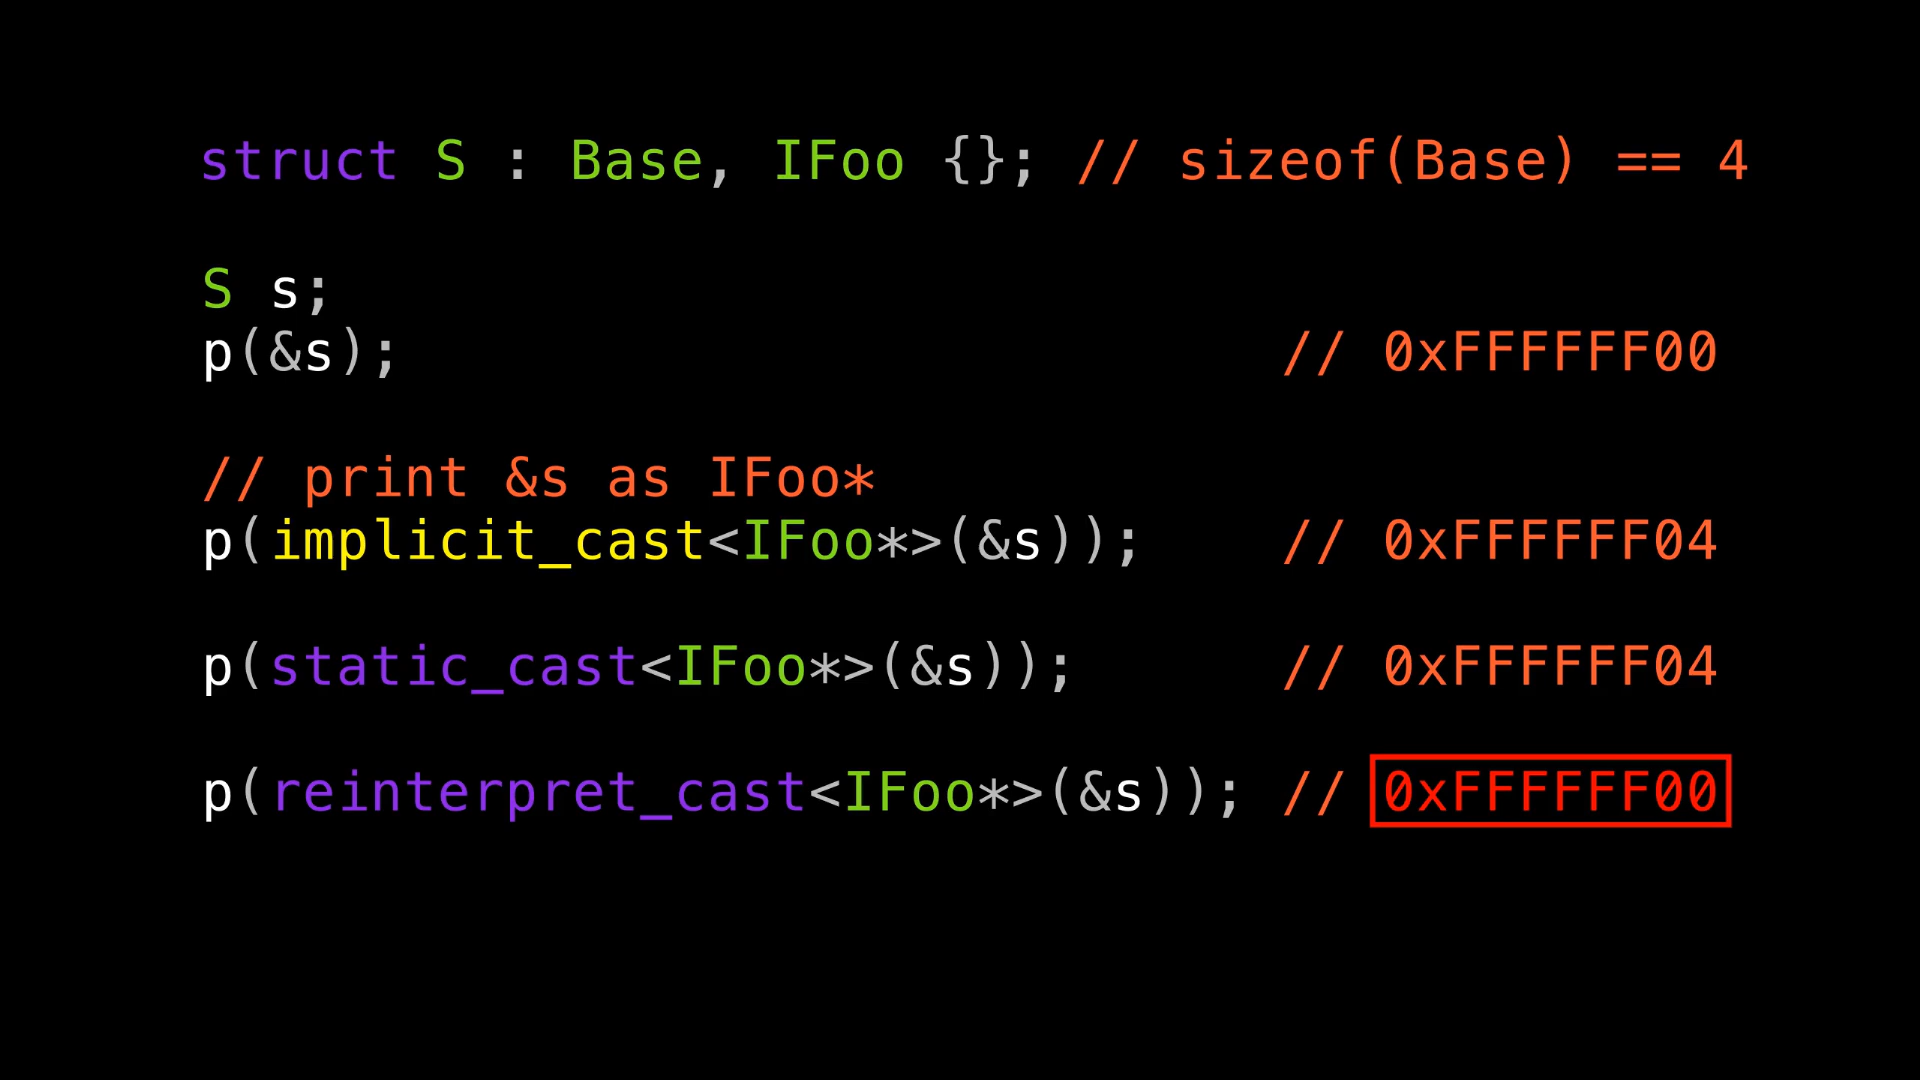 struct S : Base, IFoo {}; // sizeof(Base) == 4
S s;
p(&s); // 0xFFFFFF00
// print &s as IFoo*
p(implicit_cast<IFoo*>(&s)); // 0xFFFFFF04
p(static_cast<IFoo*>(&s)); // 0xFFFFFF04
p(reinterpret_cast<IFoo*>(&s)); // 0xFFFFFF00